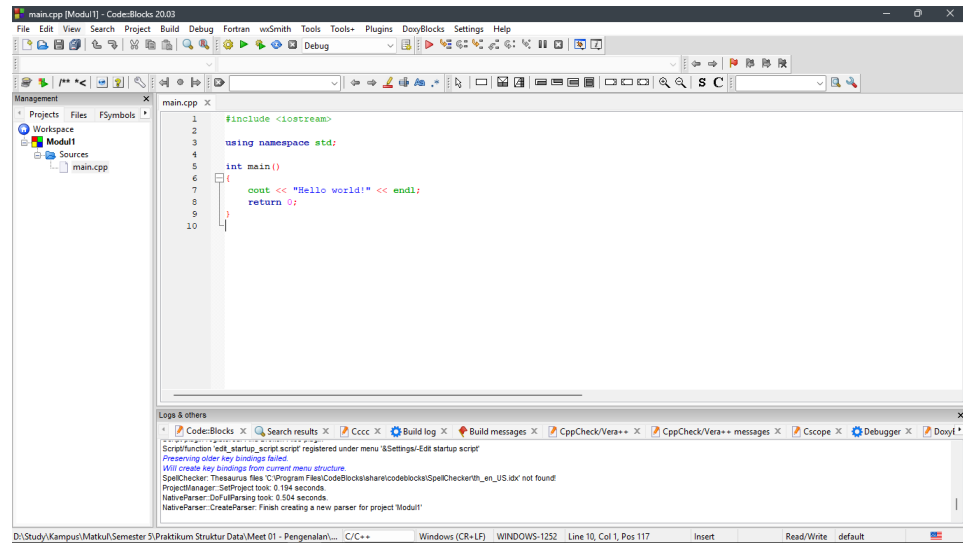 main.cpp [Modul1] - Code::Blocks 20.03
File Edit View Search Project Build Debug Fortran wxSmith Tools Tools+ Plugins DoxyBlocks Settings Help
Debug
/** *<
S C
Management
Projects Files FSymbols
Workspace
Modul1
Sources
main.cpp
main.cpp
1 #include <iostream>
2
3 using namespace std;
4
5 int main()
6 {
7 cout << "Hello world!" << endl;
8 return 0;
9 }
10
Logs & others
Code::Blocks Search results Cccc Build log Build messages CppCheck/Vera++ CppCheck/Vera++ messages Cscope Debugger
Script/function 'edit_startup_script.script' registered under menu '&Settings/-Edit startup script'
Preserving older key bindings failed.
Will create key bindings from current menu structure.
SpellChecker: Thesaurus files 'C:\Program Files\CodeBlocks\share\codeblocks\SpellChecker\th_en_US.idx' not found!
ProjectManager::SetProject took: 0.194 seconds.
NativeParser::DoFullParsing took: 0.504 seconds.
NativeParser::CreateParser: Finish creating a new parser for project 'Modul1'
D:\Study\Kampus\Matkul\Semester 5\Praktikum Struktur Data\Meet 01 - Pengenalan\... C/C++ Windows (CR+LF) WINDOWS-1252 Line 10, Col 1, Pos 117 Insert Read/Write default